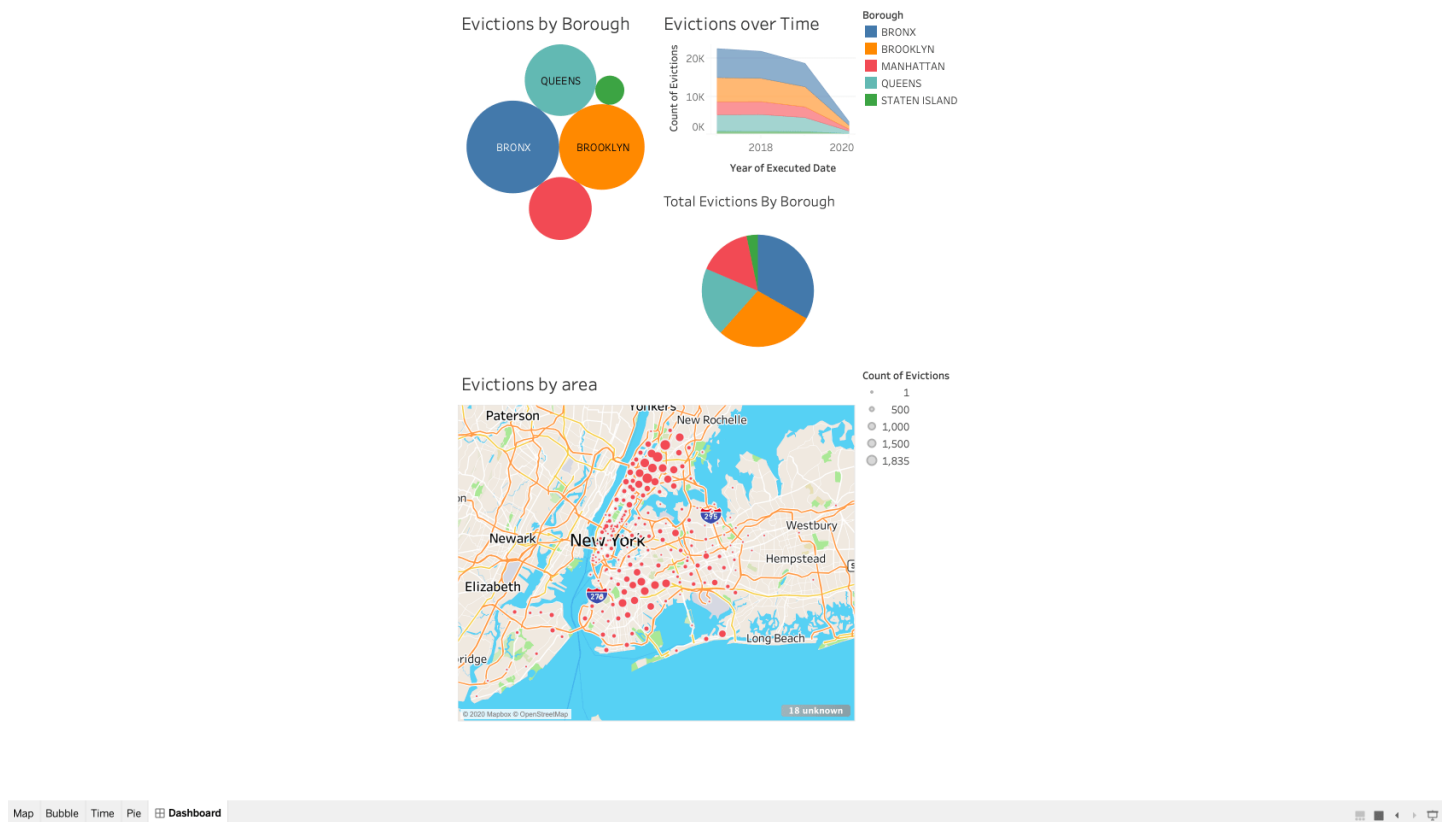 Evictions by Borough
QUEENS
BRONX
BROOKLYN
Evictions over Time
Count of Evictions
20K
10K
0K
2018
2020
Year of Executed Date
Borough
BRONX
BROOKLYN
MANHATTAN
QUEENS
STATEN ISLAND
Total Evictions By Borough
Evictions by area
Paterson
Yonkers
New Rochelle
295
Newark
New York
Westbury
Hempstead
Elizabeth
278
Long Beach
ridge
© 2020 Mapbox © OpenStreetMap
18 unknown
Count of Evictions
1
500
1,000
1,500
1,835
Map
Bubble
Time
Pie
Dashboard